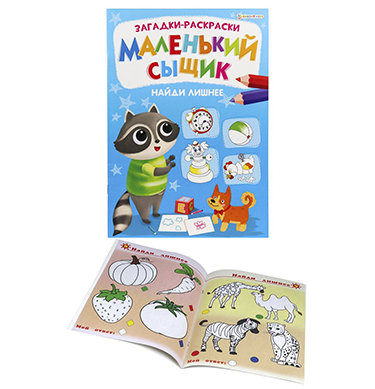 ЗАГАДКИ-РАСКРАСКИ
МАЛЕНЬКИЙ
СЫЩИК
НАЙДИ ЛИШНЕЕ
Найди лишнее
Мой ответ:
Найди лишнее
Мой ответ: